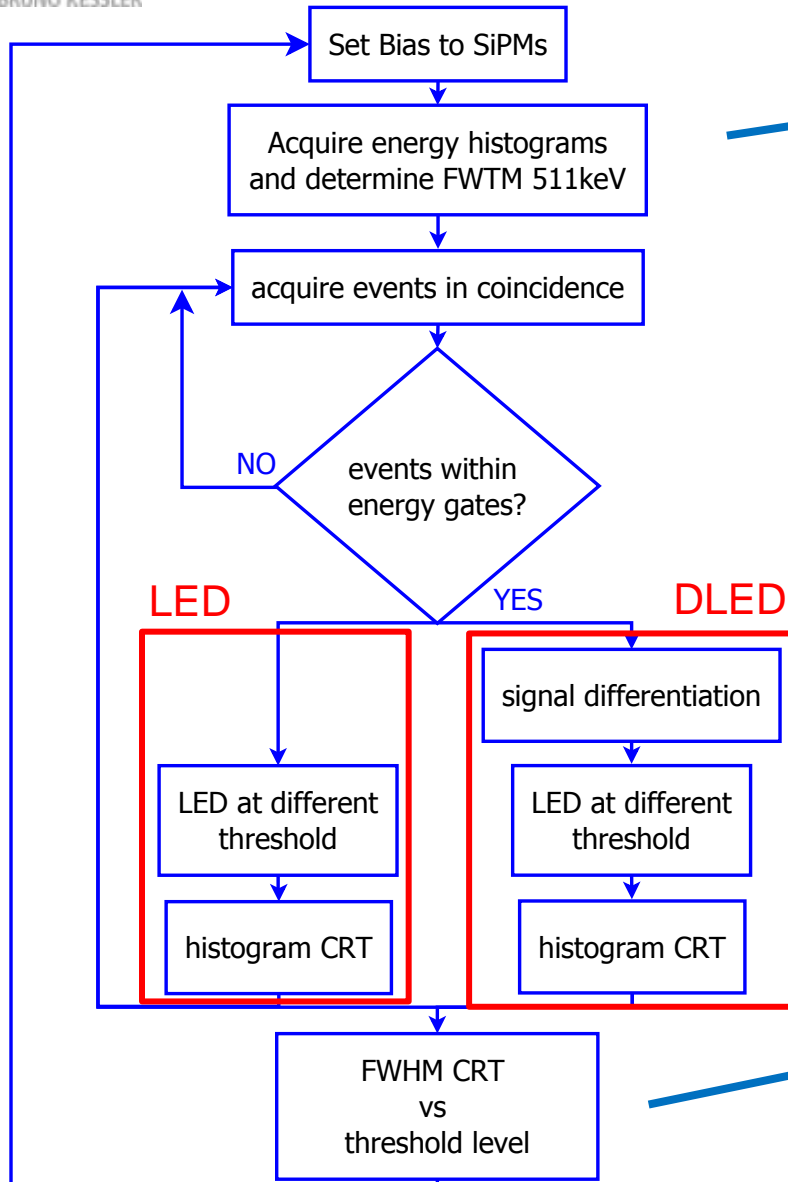 BRUNO KESSLER
Set Bias to SiPMs
Acquire energy histograms
and determine FWTM 511keV
acquire events in coincidence
NO
events within
energy gates?
YES
LED
DLED
signal differentiation
LED at different
threshold
LED at different
threshold
histogram CRT
histogram CRT
FWHM CRT
vs
threshold level